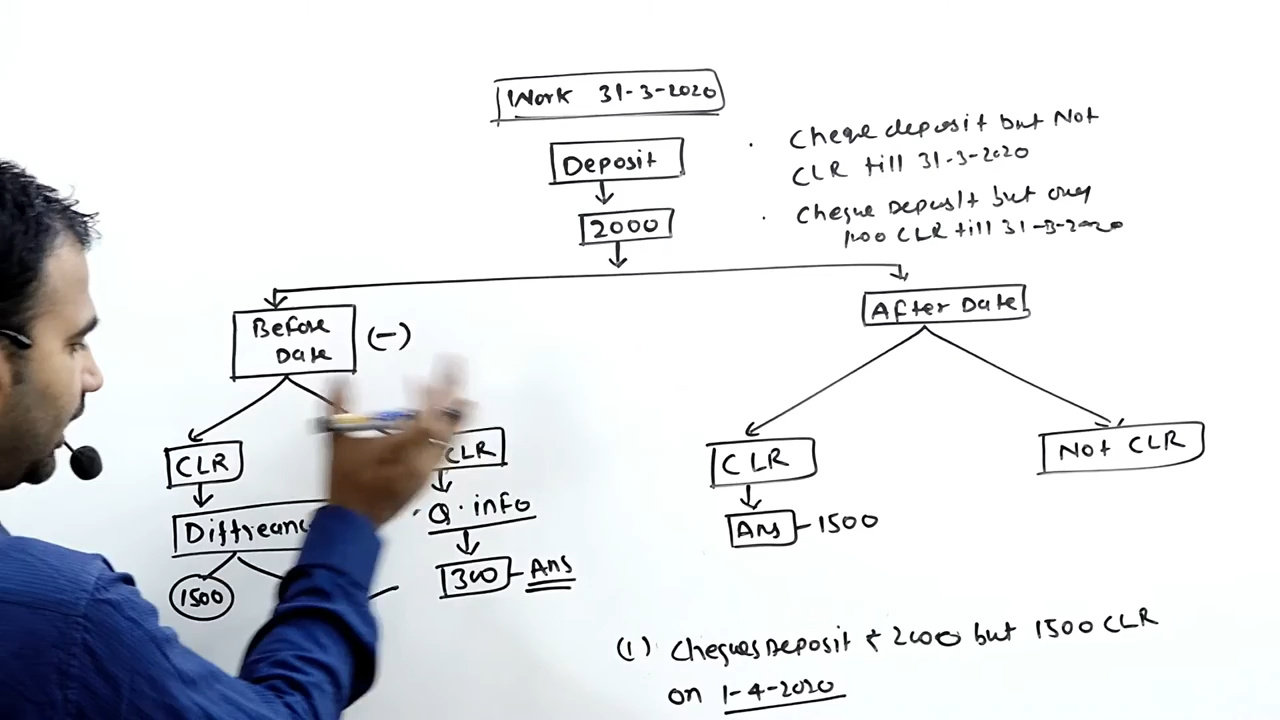 Work 31-3-2020
Deposit
2000
• Cheque deposit but Not
CLR till 31-3-2020
• Cheque Deposit but only
CLR till 31-3-2020
Before
Date
(-)
After Date
CLR
CLR
CLR
Not CLR
1500
Q. info
300 - Ans
Ans - 1500
(1) Cheques Deposit ₹ 2000 but 1500 CLR
on 1-4-2020